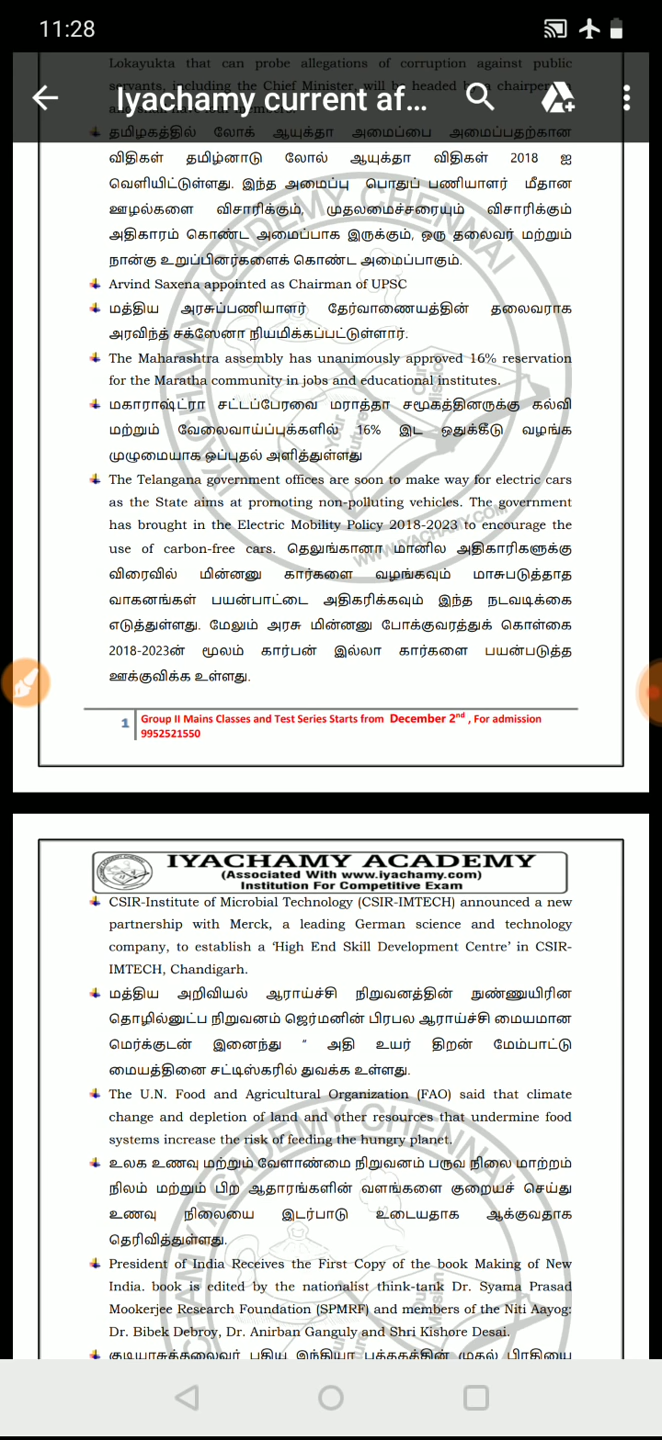 11:28
Lokayukta that can probe allegations of corruption against public
servants, including the Chief Minister, will be headed by a chairperson
Iyachamy current af...
தமிழகத்தில் லோக் ஆயுக்தா அமைப்பை அமைப்பதற்கான
விதிகள் தமிழ்நாடு லோல் ஆயுக்தா விதிகள் 2018 ஐ
வெளியிட்டுள்ளது. இந்த அமைப்பு பொதுப் பணியாளர் மீதான
ஊழல்களை விசாரிக்கும், முதலமைச்சரையும் விசாரிக்கும்
அதிகாரம் கொண்ட அமைப்பாக இருக்கும், ஒரு தலைவர் மற்றும்
நான்கு உறுப்பினர்களைக் கொண்ட அமைப்பாகும்.
Arvind Saxena appointed as Chairman of UPSC
மத்திய அரசுப்பணியாளர் தேர்வாணையத்தின் தலைவராக
அரவிந்த் சக்ஸேனா நியமிக்கப்பட்டுள்ளார்.
The Maharashtra assembly has unanimously approved 16% reservation
for the Maratha community in jobs and educational institutes.
மகாராஷ்ட்ரா சட்டப்பேரவை மராத்தா சமூகத்தினருக்கு கல்வி
மற்றும் வேலைவாய்ப்புக்களில் 16% இட ஒதுக்கீடு வழங்க
முழுமையாக ஒப்புதல் அளித்துள்ளது
The Telangana government offices are soon to make way for electric cars
as the State aims at promoting non-polluting vehicles. The government
has brought in the Electric Mobility Policy 2018-2023 to encourage the
use of carbon-free cars. தெலுங்கானா மானில அதிகாரிகளுக்கு
விரைவில் மின்னனு கார்களை வழங்கவும் மாசுபடுத்தாத
வாகனங்கள் பயன்பாட்டை அதிகரிக்கவும் இந்த நடவடிக்கை
எடுத்துள்ளது. மேலும் அரசு மின்னனு போக்குவரத்துக் கொள்கை
2018-2023ன் மூலம் கார்பன் இல்லா கார்களை பயன்படுத்த
ஊக்குவிக்க உள்ளது.
IYACHAMY ACADEMY CHENNAI
Your Future Our Mission
WWW.IYACHAMY.COM
1 Group II Mains Classes and Test Series Starts from December 2nd , For admission
9952521550
IYACHAMY ACADEMY
(Associated With www.iyachamy.com)
Institution For Competitive Exam
CSIR-Institute of Microbial Technology (CSIR-IMTECH) announced a new
partnership with Merck, a leading German science and technology
company, to establish a ‘High End Skill Development Centre’ in CSIR-
IMTECH, Chandigarh.
மத்திய அறிவியல் ஆராய்ச்சி நிறுவனத்தின் நுண்ணுயிரின
தொழில்னுட்ப நிறுவனம் ஜெர்மனின் பிரபல ஆராய்ச்சி மையமான
மெர்க்குடன் இனைந்து “ அதி உயர் திறன் மேம்பாட்டு
மையத்தினை சட்டிஸ்கரில் துவக்க உள்ளது.
The U.N. Food and Agricultural Organization (FAO) said that climate
change and depletion of land and other resources that undermine food
systems increase the risk of feeding the hungry planet.
உலக உணவு மற்றும் வேளாண்மை நிறுவனம் பருவ நிலை மாற்றம்
நிலம் மற்றும் பிற ஆதாரங்களின் வளங்களை குறையச் செய்து
உணவு நிலையை இடர்பாடு உடையதாக ஆக்குவதாக
தெரிவித்துள்ளது.
President of India Receives the First Copy of the book Making of New
India. book is edited by the nationalist think-tank Dr. Syama Prasad
Mookerjee Research Foundation (SPMRF) and members of the Niti Aayog:
Dr. Bibek Debroy, Dr. Anirban Ganguly and Shri Kishore Desai.
குடியரசுத்தலைவர் புதிய இந்தியா புத்தகத்தின் முதல் பிரதியை